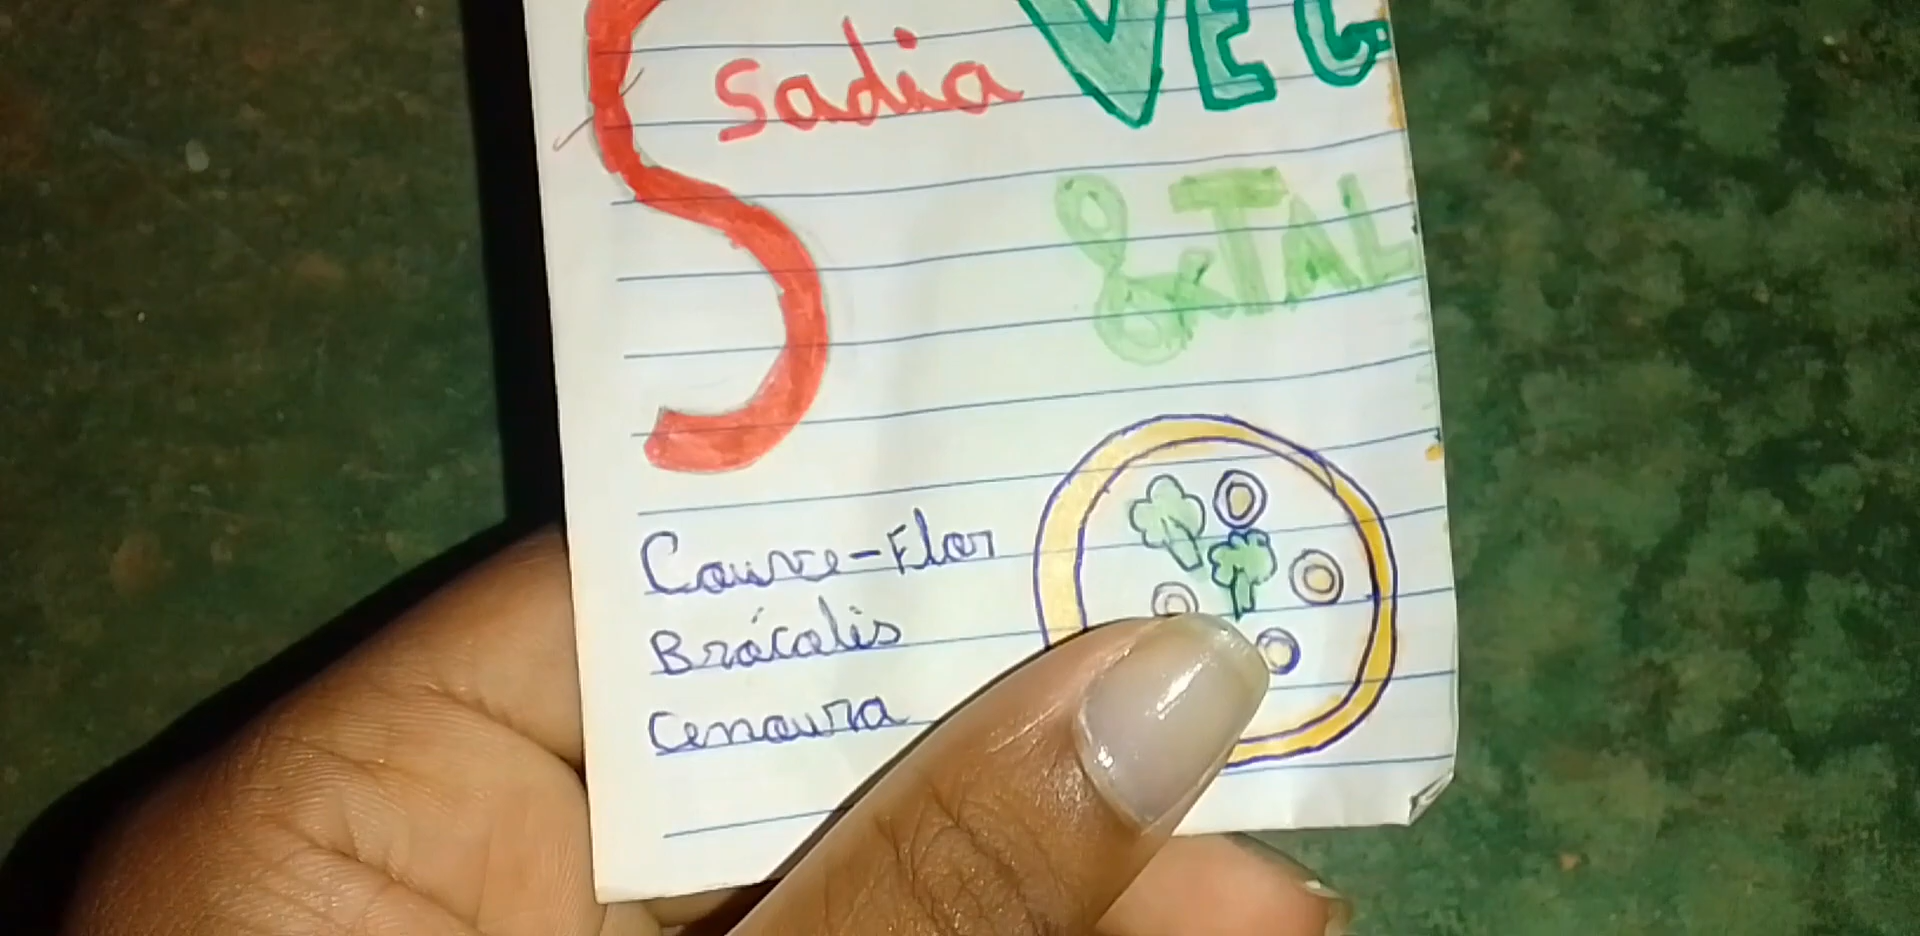 S Sadia VEG.
& TAL
Couve-Flor
Brócolis
Cenoura